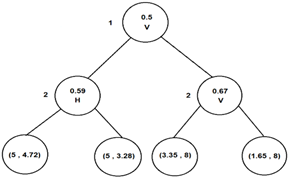 1
0.5
V
2
0.59
H
2
0.67
V
(5 , 4.72)
(5 , 3.28)
(3.35 , 8)
(1.65 , 8)